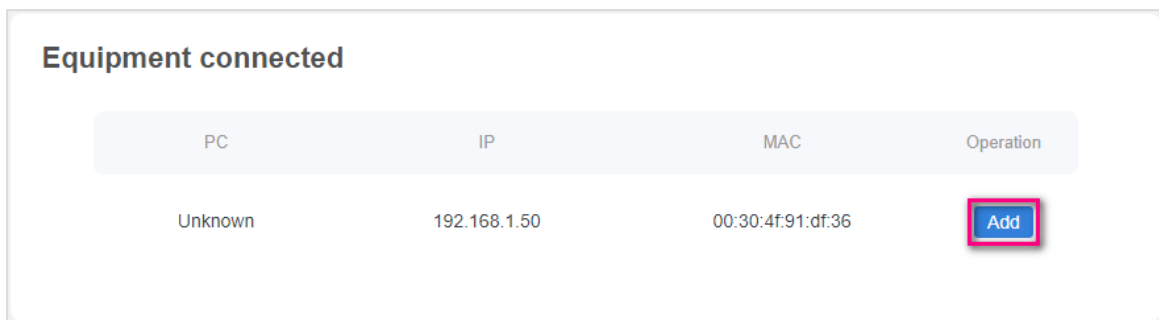 Equipment connected
PC IP MAC Operation
Unknown 192.168.1.50 00:30:4f:91:df:36 Add